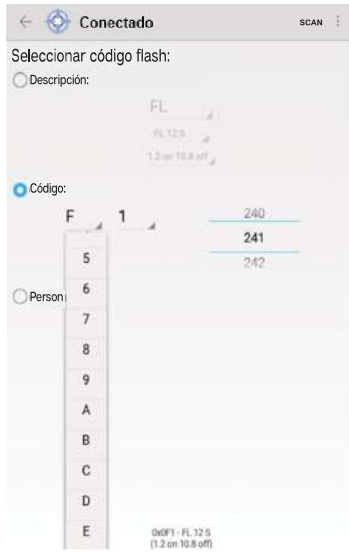 Conectado
SCAN
Seleccionar código flash:
Descripción:
FL
FL 12 S
1.2 on 10.8 off
Código:
F 1
240
241
242
5
Person
6
7
8
9
A
B
C
D
E
0x0F1 - FL 12 S
(1.2 on 10.8 off)